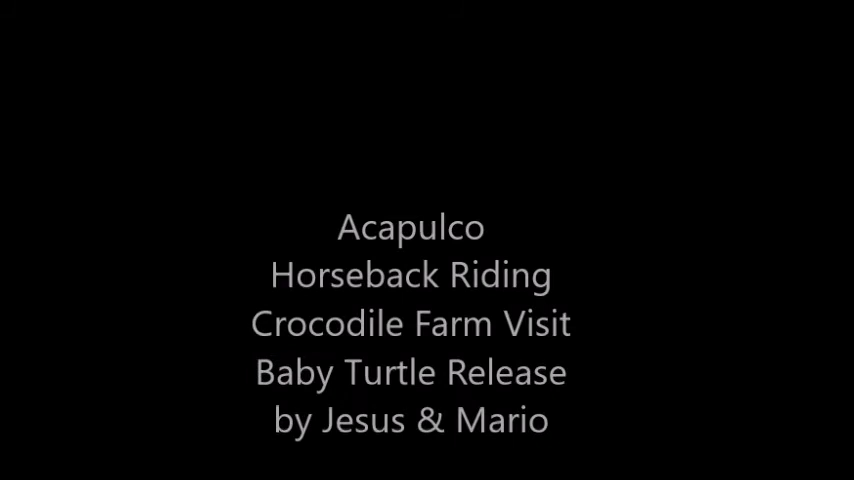 Acapulco
Horseback Riding
Crocodile Farm Visit
Baby Turtle Release
by Jesus & Mario